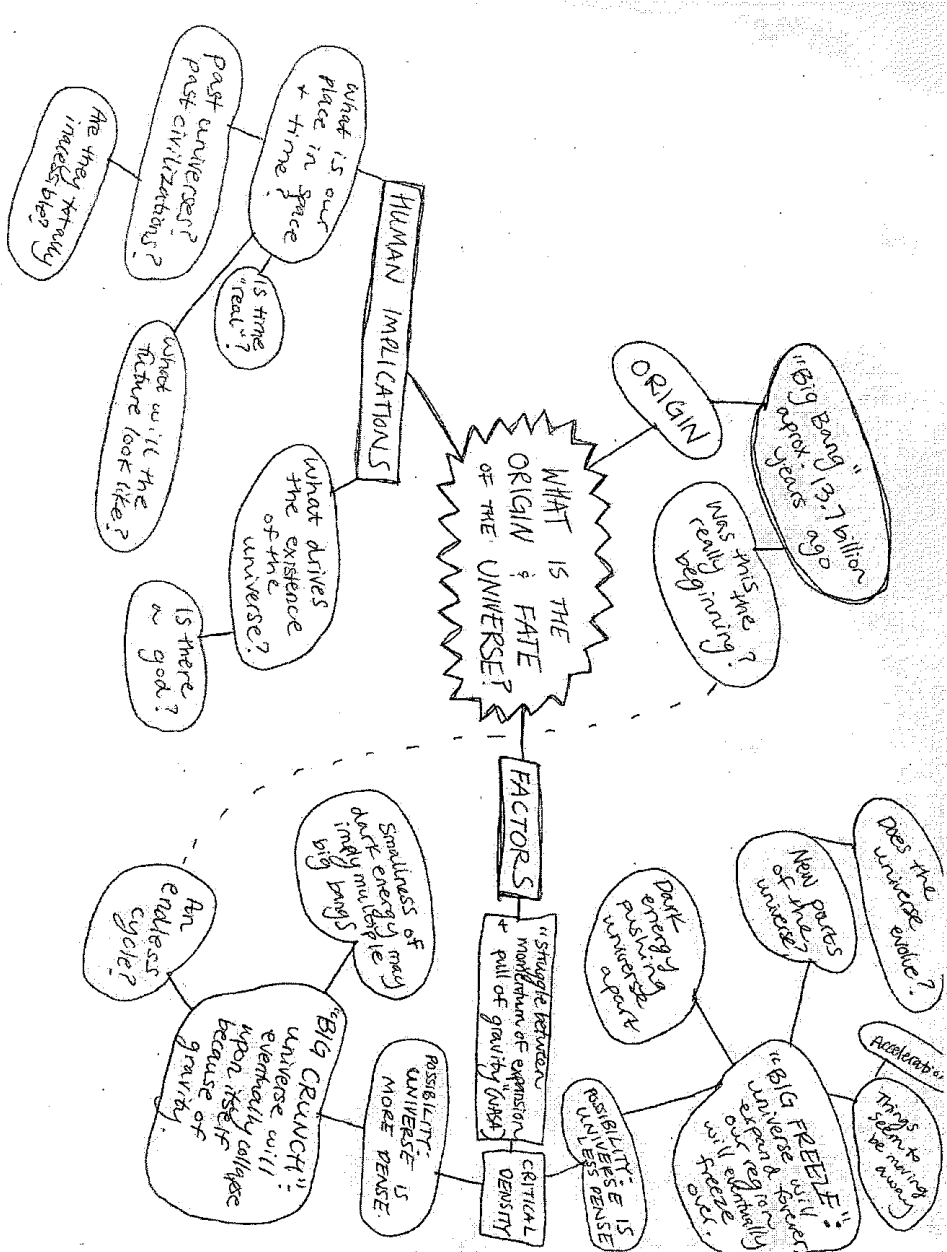 WHAT IS THE
ORIGIN & FATE
OF THE UNIVERSE?
ORIGIN
"Big Bang"
aprox. 13.7 billion
years ago
Was this
really the
beginning?
HUMAN IMPLICATIONS
What is our
place in space
+ time?
Past universes?
past civilizations?
Are they totally
inaccessible?
Is time
"real"?
What will the
future look like?
What drives
the existence
of the
universe?
Is there
a god?
FACTORS
"struggle between
momentum of expansion
+ pull of gravity (NASA)
CRITICAL
DENSITY
POSSIBILITY:
UNIVERSE IS
LESS DENSE
"BIG FREEZE":
universe will
expand forever
our region
will eventually
freeze
over.
Dark
energy
pushing
universe
apart
New parts
of the
universe?
Does the
universe
evolve?
Things
seem to
be moving
away
Acceleration
POSSIBILITY:
UNIVERSE IS
MORE DENSE.
"BIG CRUNCH":
universe will
eventually collapse
upon itself
because of
gravity.
Smallness of
dark energy may
imply multiple
big bangs
An
endless
cycle?